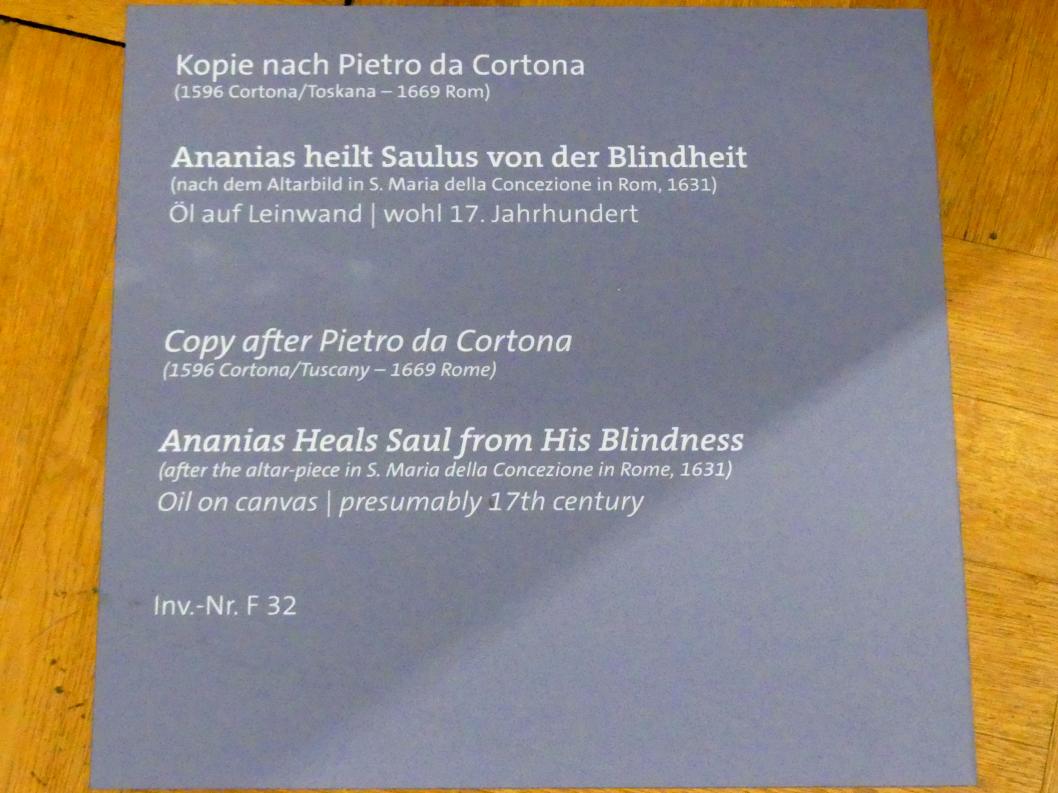 Kopie nach Pietro da Cortona
(1596 Cortona/Toskana – 1669 Rom)
Ananias heilt Saulus von der Blindheit
(nach dem Altarbild in S. Maria della Concezione in Rom, 1631)
Öl auf Leinwand | wohl 17. Jahrhundert
Copy after Pietro da Cortona
(1596 Cortona/Tuscany – 1669 Rome)
Ananias Heals Saul from His Blindness
(after the altar-piece in S. Maria della Concezione in Rome, 1631)
Oil on canvas | presumably 17th century
Inv.-Nr. F 32